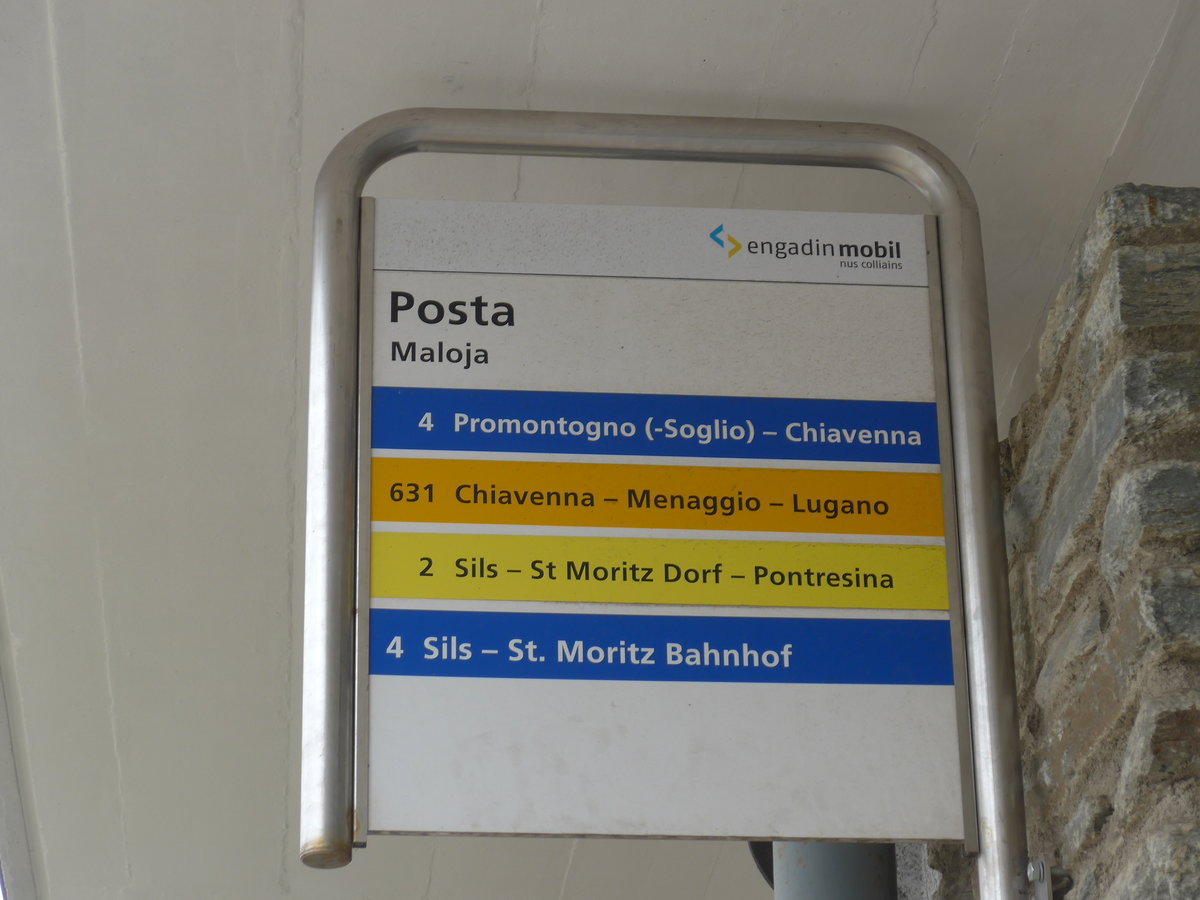 engadin mobil
nus colliains
Posta
Maloja
4 Promontogno (-Soglio) – Chiavenna
631 Chiavenna – Menaggio – Lugano
2 Sils – St Moritz Dorf – Pontresina
4 Sils – St. Moritz Bahnhof